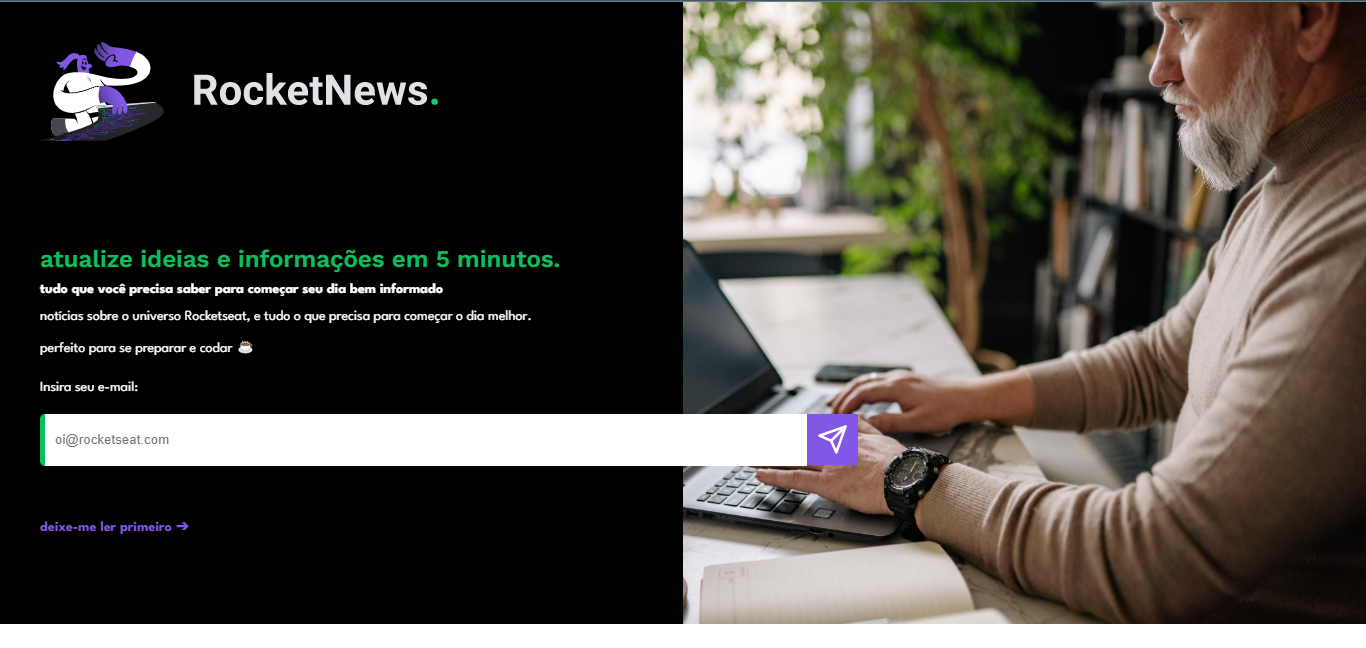 RocketNews.
atualize ideias e informações em 5 minutos.
tudo que você precisa saber para começar seu dia bem informado
notícias sobre o universo Rocketseat, e tudo o que precisa para começar o dia melhor.
perfeito para se preparar e codar ☕
Insira seu e-mail:
oi@rocketseat.com
deixe-me ler primeiro →